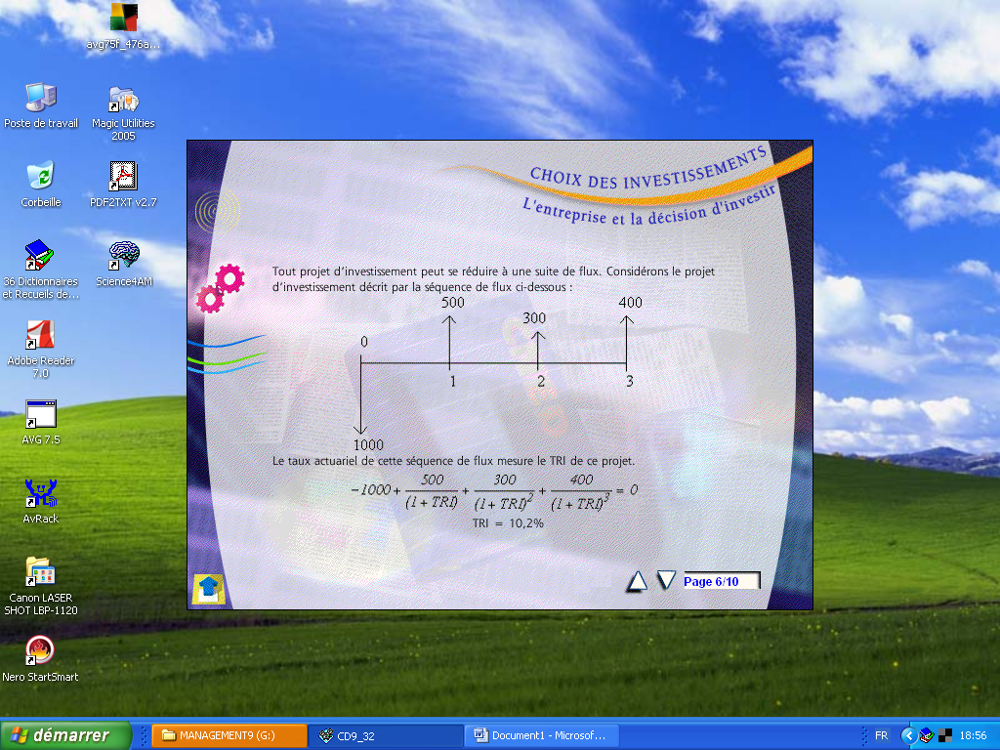 avg75f_476a...
Poste de travail
Magic Utilities
2005
Corbeille
PDF2TXT v2.7
36 Dictionnaires
et Recueils de...
Science4AM
Adobe Reader
7.0
AVG 7.5
AvRack
Canon LASER
SHOT LBP-1120
Nero StartSmart
CHOIX DES INVESTISSEMENTS
L'entreprise et la décision d'investir
Tout projet d'investissement peut se réduire à une suite de flux. Considérons le projet
d'investissement décrit par la séquence de flux ci-dessous :
500
300
400
0
1
2
3
1000
Le taux actuariel de cette séquence de flux mesure le TRI de ce projet.
-1000 + 500/(1 + TRI) + 300/(1 + TRI)² + 400/(1 + TRI)³ = 0
TRI = 10,2%
Page 6/10
démarrer
MANAGEMENT9 (G:)
CD9_32
Document1 - Microsof...
FR
18:56